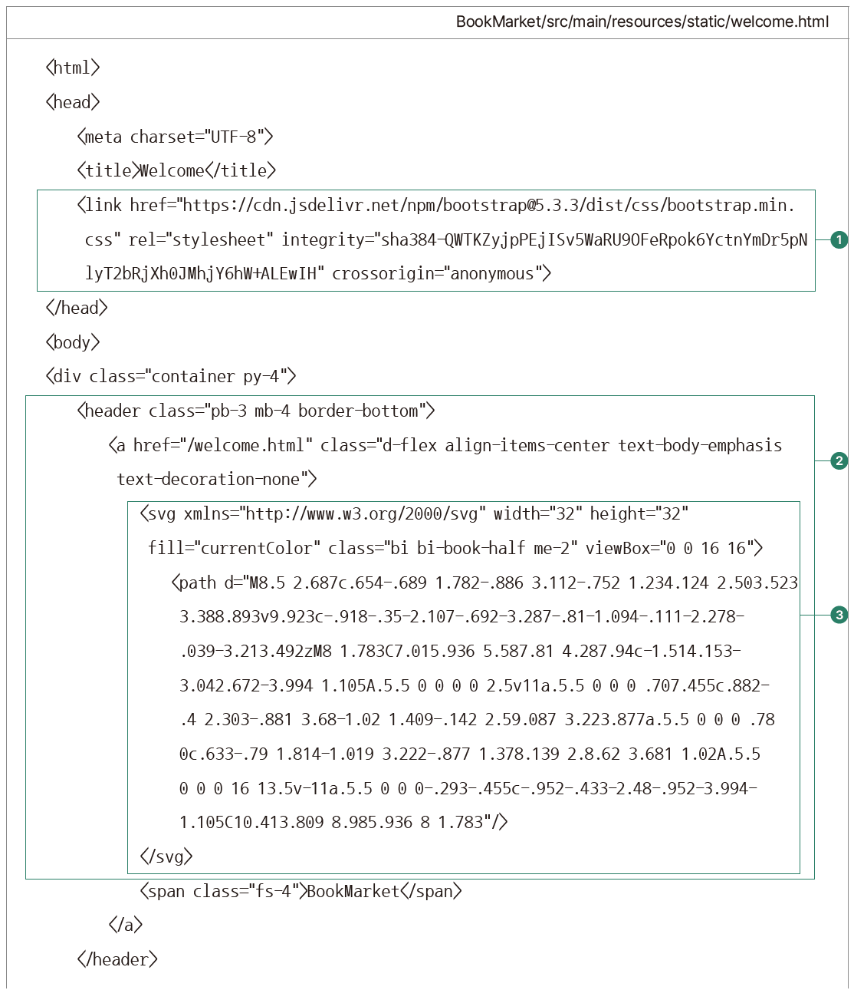 BookMarket/src/main/resources/static/welcome.html
<html>
<head>
<meta charset="UTF-8">
<title>Welcome</title>
<link href="https://cdn.jsdelivr.net/npm/bootstrap@5.3.3/dist/css/bootstrap.min.
css" rel="stylesheet" integrity="sha384-QWTKZyjpPEjISv5WaRU9OFeRpok6YctnYmDr5pN
lyT2bRjXh0JMhjY6hW+ALEwIH" crossorigin="anonymous">
1
</head>
<body>
<div class="container py-4">
<header class="pb-3 mb-4 border-bottom">
<a href="/welcome.html" class="d-flex align-items-center text-body-emphasis
2
text-decoration-none">
<svg xmlns="http://www.w3.org/2000/svg" width="32" height="32"
fill="currentColor" class="bi bi-book-half me-2" viewBox="0 0 16 16">
<path d="M8.5 2.687c.654-.689 1.782-.886 3.112-.752 1.234.124 2.503.523
3.388.893v9.923c-.918-.35-2.107-.692-3.287-.81-1.094-.111-2.278-
3
.039-3.213.492zM8 1.783C7.015.936 5.587.81 4.287.94c-1.514.153-
3.042.672-3.994 1.105A.5.5 0 0 0 0 2.5v11a.5.5 0 0 0 .707.455c.882-
.4 2.303-.881 3.68-1.02 1.409-.142 2.59.087 3.223.877a.5.5 0 0 0 .78
0c.633-.79 1.814-1.019 3.222-.877 1.378.139 2.8.62 3.681 1.02A.5.5
0 0 0 16 13.5v-11a.5.5 0 0 0-.293-.455c-.952-.433-2.48-.952-3.994-
1.105C10.413.809 8.985.936 8 1.783"/>
</svg>
<span class="fs-4">BookMarket</span>
</a>
</header>